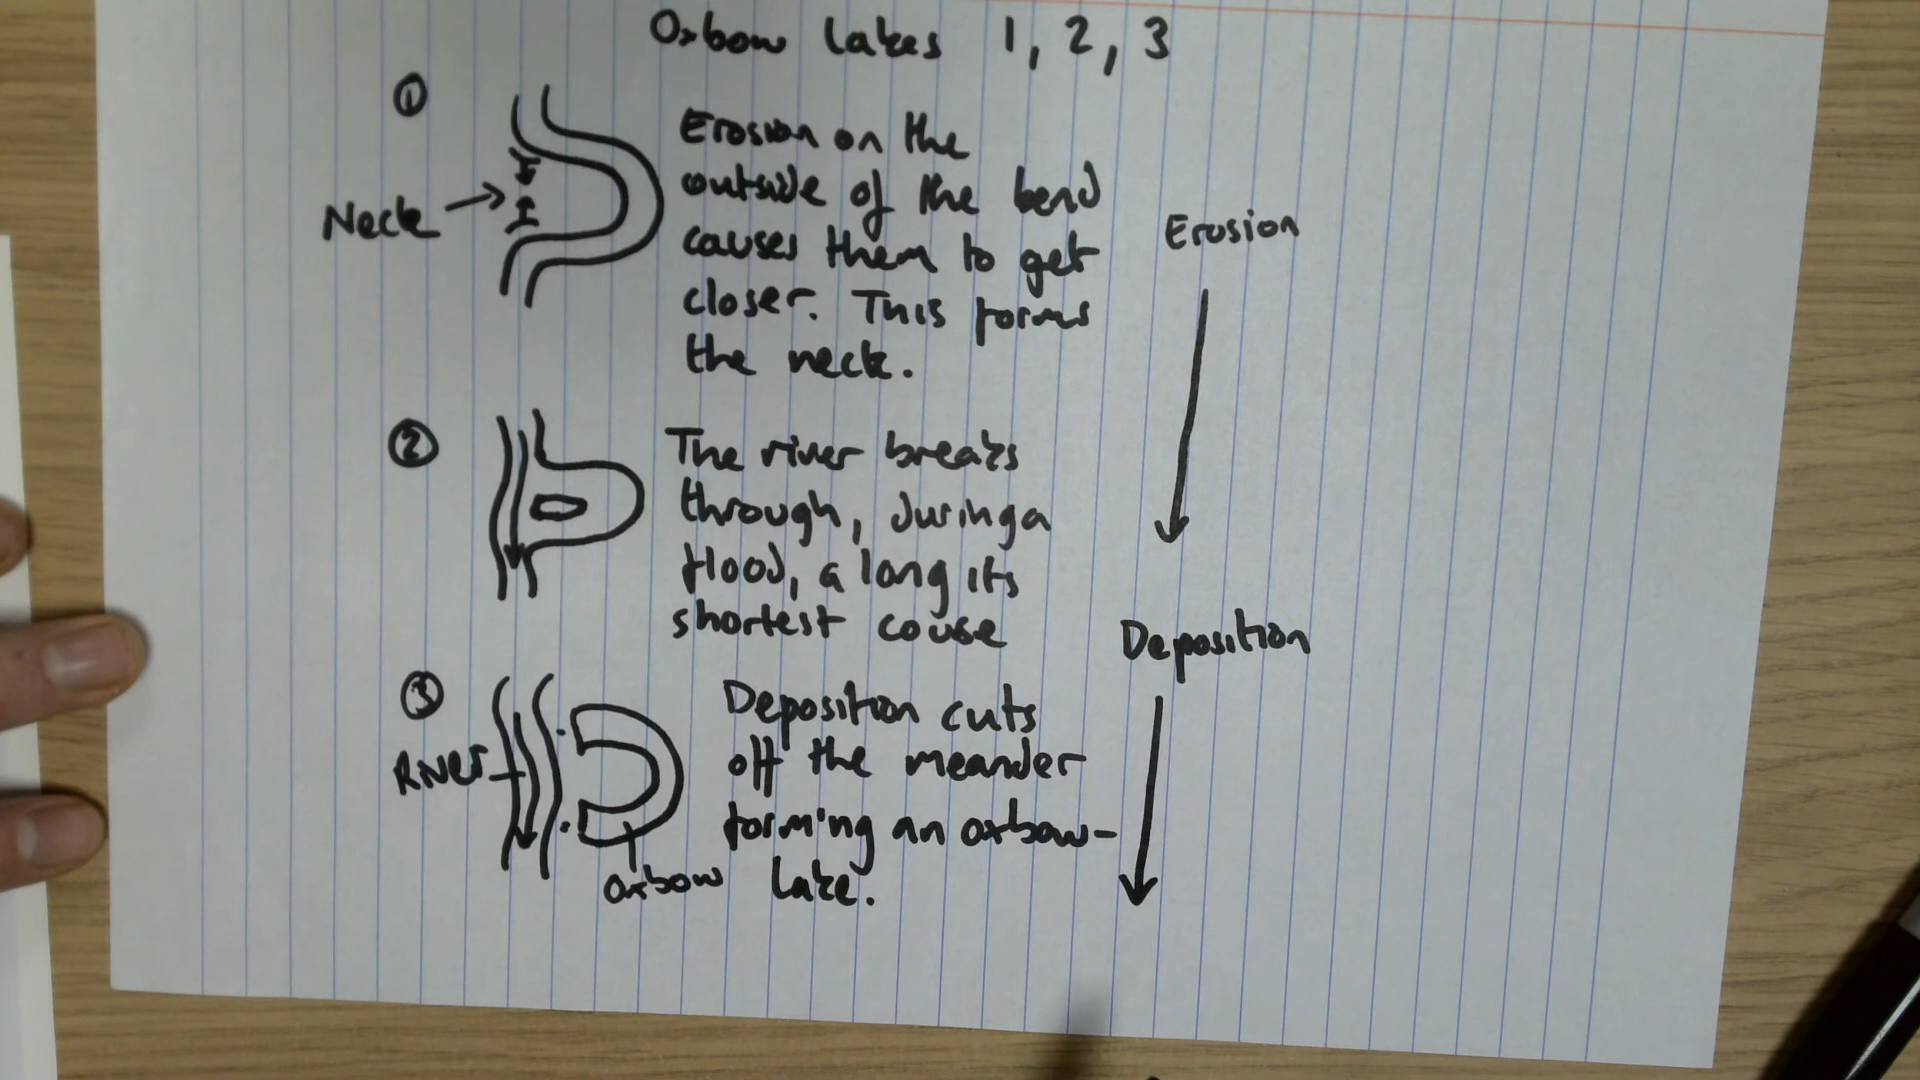 Oxbow Lakes 1, 2, 3
①
Neck
Erosion on the
outside of the bend
causes them to get
closer. This forms
the neck.
Erosion
②
The river breaks
through, during a
flood, along its
shortest couse
Deposition
③
River
Oxbow
Deposition cuts
off the meander
forming an oxbow-
Lake.